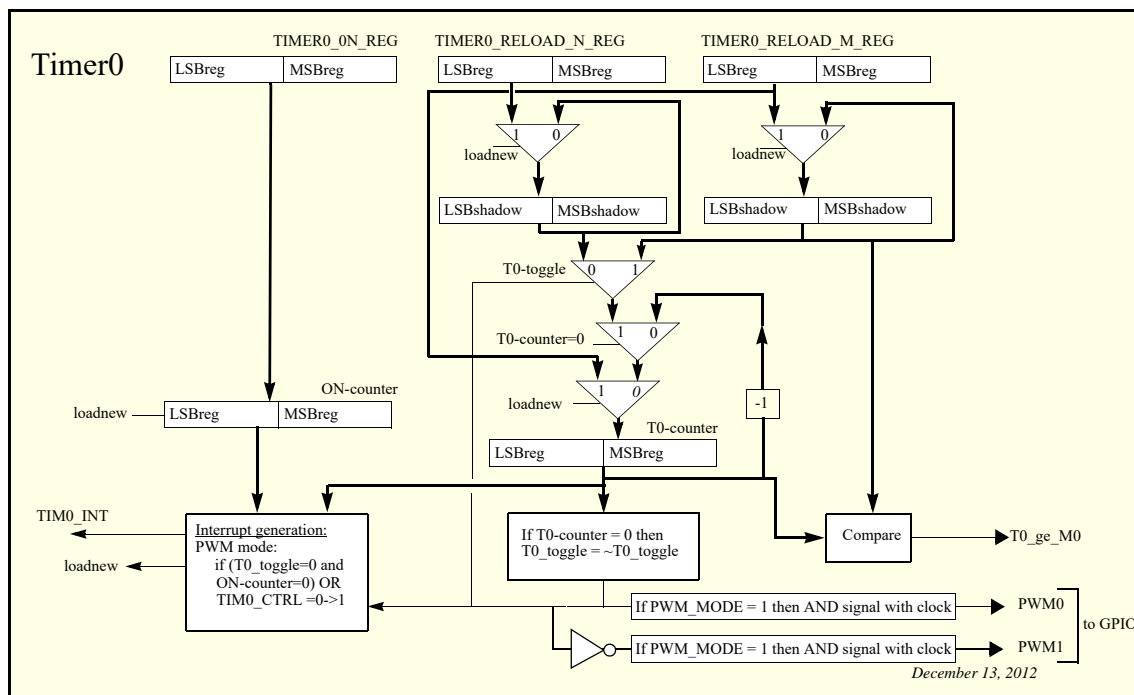 Timer0
TIMER0_0N_REG
TIMER0_RELOAD_N_REG
TIMER0_RELOAD_M_REG
LSBreg MSBreg
LSBreg MSBreg
LSBreg MSBreg
1 0
loadnew
1 0
loadnew
LSBshadow MSBshadow
LSBshadow MSBshadow
T0-toggle
0 1
T0-counter=0
1 0
loadnew
1 0
-1
ON-counter
loadnew
LSBreg MSBreg
T0-counter
LSBreg MSBreg
TIM0_INT
loadnew
Interrupt generation:
PWM mode:
if (T0_toggle=0 and
ON-counter=0) OR
TIM0_CTRL =0->1
If T0-counter = 0 then
T0_toggle = ~T0_toggle
Compare
T0_ge_M0
If PWM_MODE = 1 then AND signal with clock
PWM0
If PWM_MODE = 1 then AND signal with clock
PWM1
to GPIO
December 13, 2012